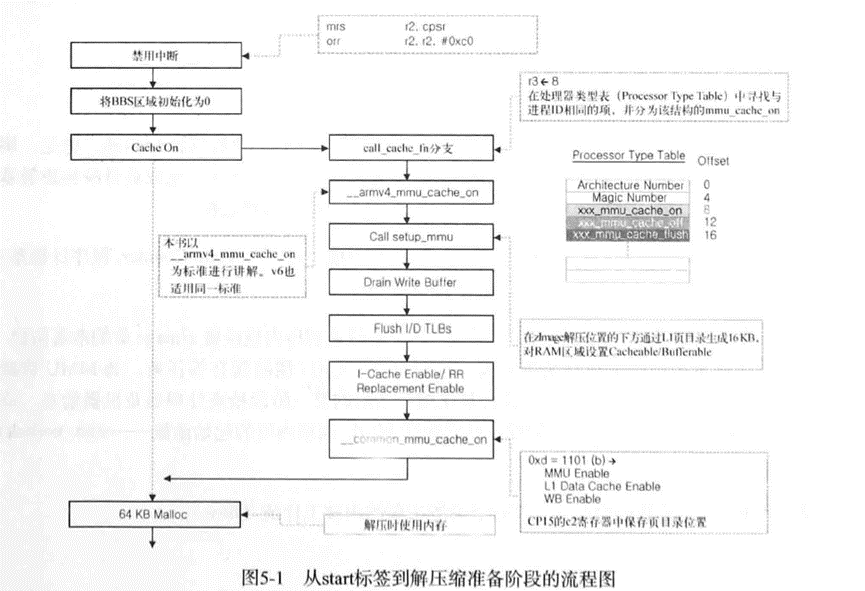 mrs r2, cpsr
orr r2, r2, #0xc0
禁用中断
将BBS区域初始化为0
Cache On
call_cache_fn分支
r3 ← 8
在处理器类型表（Processor Type Table）中寻找与
进程ID相同的项，并分为该结构的mmu_cache_on
__armv4_mmu_cache_on
Processor Type Table Offset
Architecture Number 0
Magic Number 4
xxx_mmu_cache_on 8
xxx_mmu_cache_off 12
xxx_mmu_cache_flush 16
本书以
__armv4_mmu_cache_on
为标准进行讲解。v6也
适用同一标准
Call setup_mmu
Drain Write Buffer
Flush I/D TLBs
在zImage解压位置的下方通过L1页目录生成16 KB，
对RAM区域设置Cacheable/Bufferable
I-Cache Enable/ RR
Replacement Enable
__common_mmu_cache_on
0xd = 1101 (b) →
MMU Enable
L1 Data Cache Enable
WB Enable
CP15的c2寄存器中保存页目录位置
64 KB Malloc
解压时使用内存
图5-1 从start标签到解压缩准备阶段的流程图